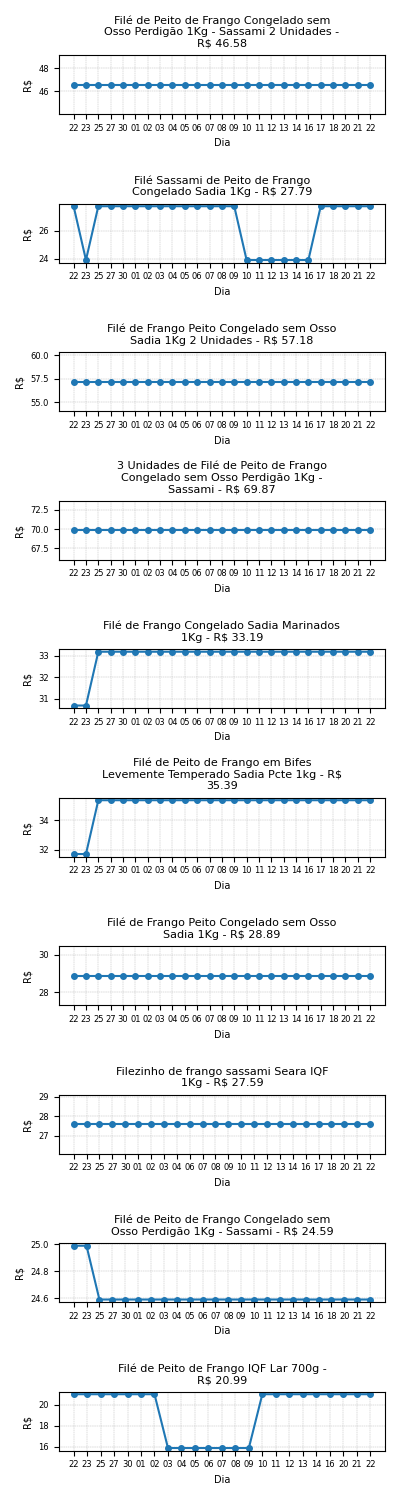 Filé de Peito de Frango Congelado sem
Osso Perdigão 1Kg - Sassami 2 Unidades -
R$ 46.58
48
46
R$
22 23 25 27 30 01 02 03 04 05 06 07 08 09 10 11 12 13 14 16 17 18 20 21 22
Dia
Filé Sassami de Peito de Frango
Congelado Sadia 1Kg - R$ 27.79
26
24
R$
22 23 25 27 30 01 02 03 04 05 06 07 08 09 10 11 12 13 14 16 17 18 20 21 22
Dia
Filé de Frango Peito Congelado sem Osso
Sadia 1Kg 2 Unidades - R$ 57.18
60.0
57.5
55.0
R$
22 23 25 27 30 01 02 03 04 05 06 07 08 09 10 11 12 13 14 16 17 18 20 21 22
Dia
3 Unidades de Filé de Peito de Frango
Congelado sem Osso Perdigão 1Kg -
Sassami - R$ 69.87
72.5
70.0
67.5
R$
22 23 25 27 30 01 02 03 04 05 06 07 08 09 10 11 12 13 14 16 17 18 20 21 22
Dia
Filé de Frango Congelado Sadia Marinados
1Kg - R$ 33.19
33
32
31
R$
22 23 25 27 30 01 02 03 04 05 06 07 08 09 10 11 12 13 14 16 17 18 20 21 22
Dia
Filé de Peito de Frango em Bifes
Levemente Temperado Sadia Pcte 1kg - R$
35.39
34
32
R$
22 23 25 27 30 01 02 03 04 05 06 07 08 09 10 11 12 13 14 16 17 18 20 21 22
Dia
Filé de Frango Peito Congelado sem Osso
Sadia 1Kg - R$ 28.89
30
28
R$
22 23 25 27 30 01 02 03 04 05 06 07 08 09 10 11 12 13 14 16 17 18 20 21 22
Dia
Filezinho de frango sassami Seara IQF
1Kg - R$ 27.59
29
28
27
R$
22 23 25 27 30 01 02 03 04 06 07 08 09 10 11 12 13 14 16 17 18 20 21 22
Dia
Filé de Peito de Frango Congelado sem
Osso Perdigão 1Kg - Sassami - R$ 24.59
25.0
24.8
24.6
R$
22 23 25 27 30 01 02 03 04 05 06 07 08 09 10 11 12 13 14 16 17 18 20 21 22
Dia
Filé de Peito de Frango IQF Lar 700g -
R$ 20.99
20
18
16
R$
22 23 25 27 30 01 02 03 04 05 06 07 08 09 10 11 12 13 14 16 20 21 22
Dia